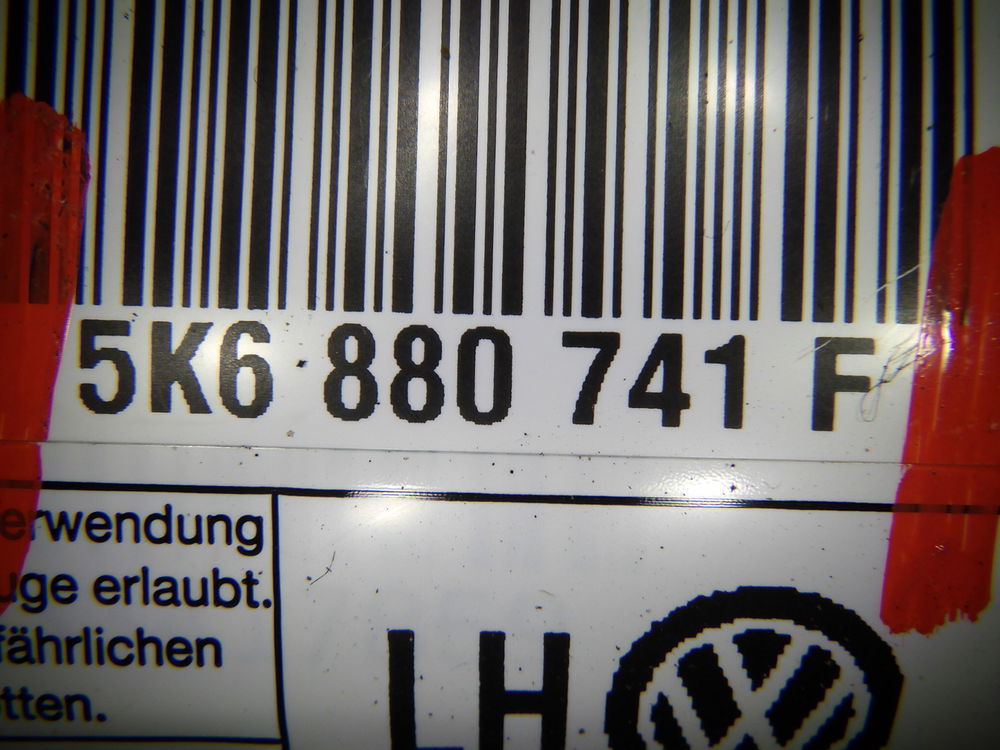 5K6 880 741 F
erwendung
uge erlaubt.
fährlichen
tten.
LH